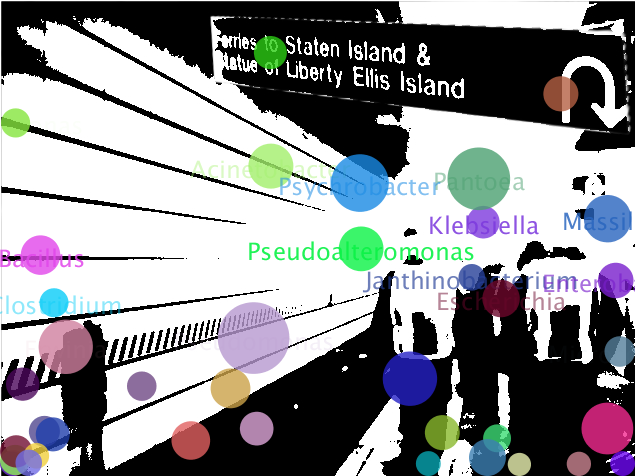 Ferries to Staten Island &
Statue of Liberty Ellis Island
Acinetobacter
Psychrobacter
Pantoea
Klebsiella
Massil
Pseudoalteromonas
Bacillus
Janthinobacterium
Enterob
Escherichia
Clostridium